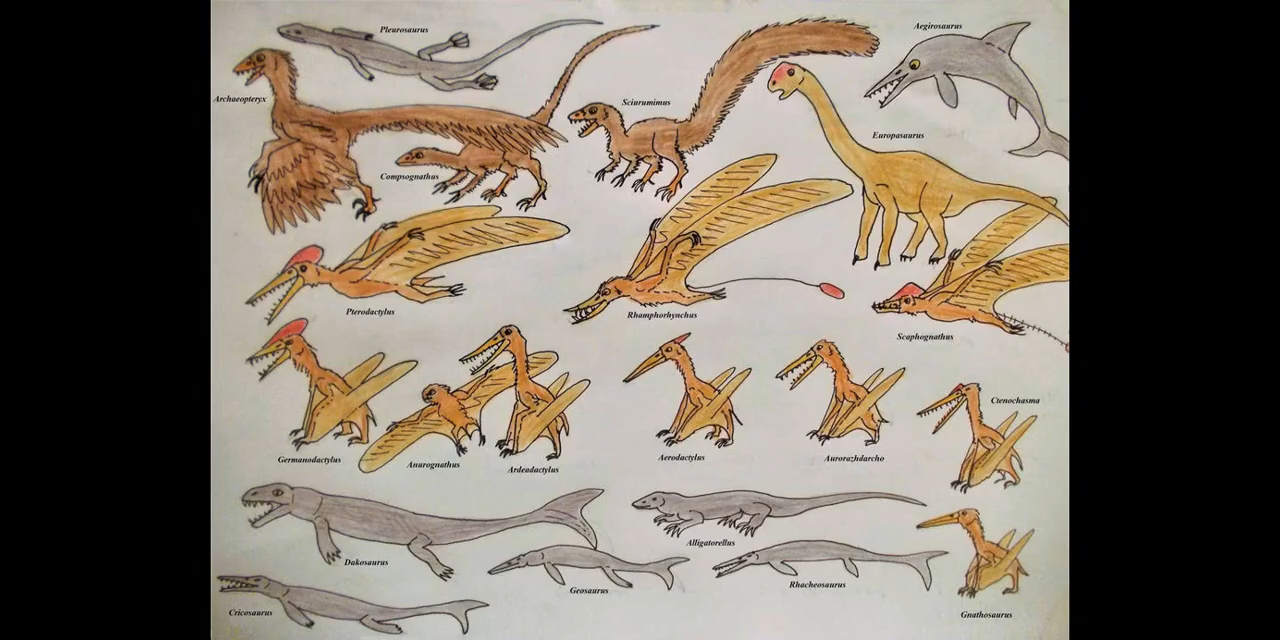 Pleurosaurus
Aegirosaurus
Archaeopteryx
Sciurumimus
Europasaurus
Compsognathus
Pterodactylus
Rhamphorhynchus
Scaphognathus
Ctenochasma
Germanodactylus
Anurognathus
Ardeadactylus
Aerodactylus
Aurorazhdarcho
Dakosaurus
Alligatorellus
Geosaurus
Rhacheosaurus
Cricosaurus
Gnathosaurus